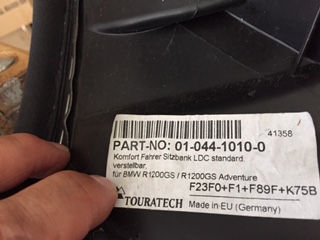 41358
PART-NO: 01-044-1010-0
Komfort Fahrer Sitzbank LDC standard.
verstellbar,
für BMW R1200GS / R1200GS Adventure
F23F0+F1+F89F+K75B
TOURATECH Made in EU (Germany)